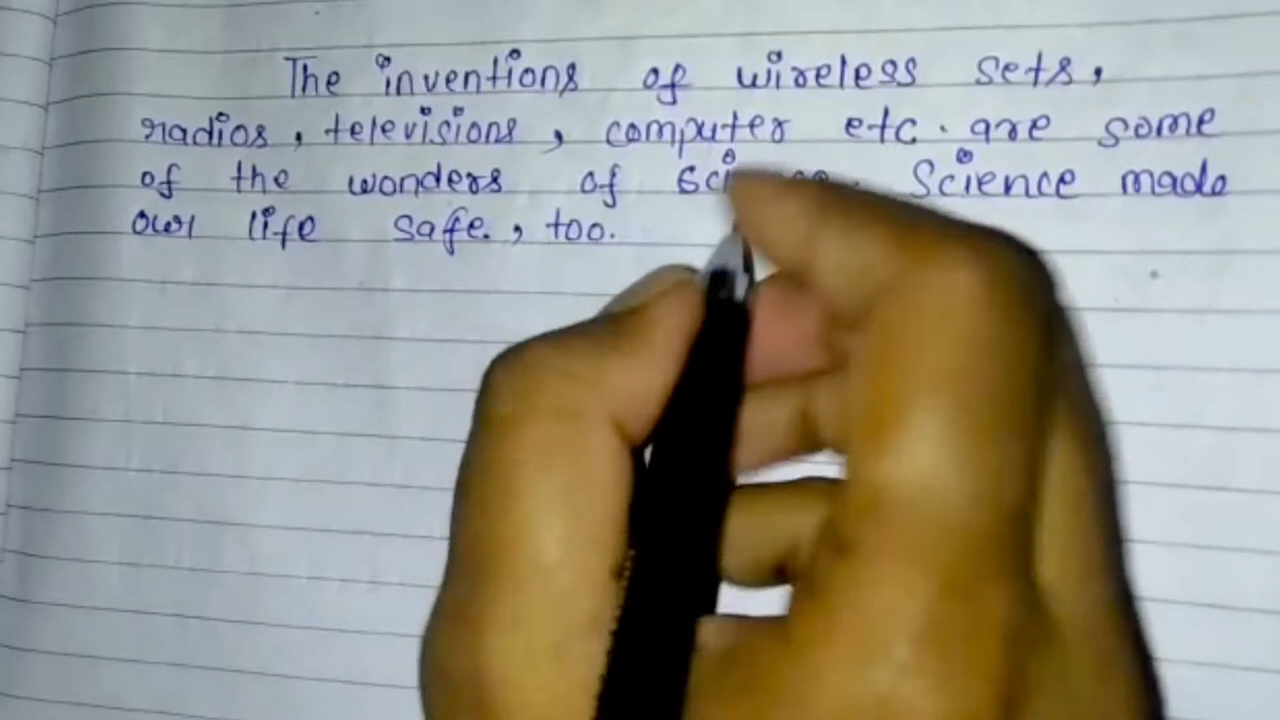 The inventions of wireless sets,
radios, televisions, computer etc. are some
of the wonders of science. Science made
our life safe., too.